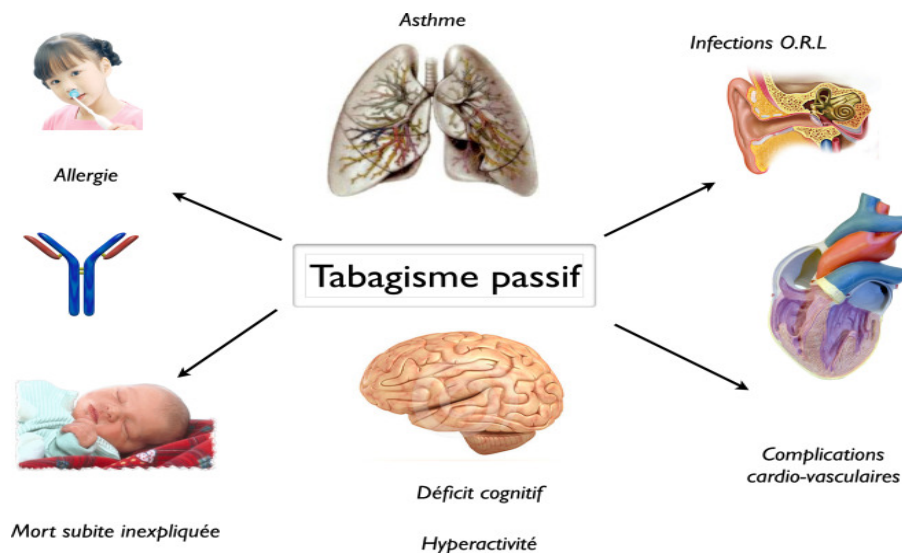 Asthme
Infections O.R.L
Allergie
Tabagisme passif
Mort subite inexpliquée
Déficit cognitif
Hyperactivité
Complications
cardio-vasculaires